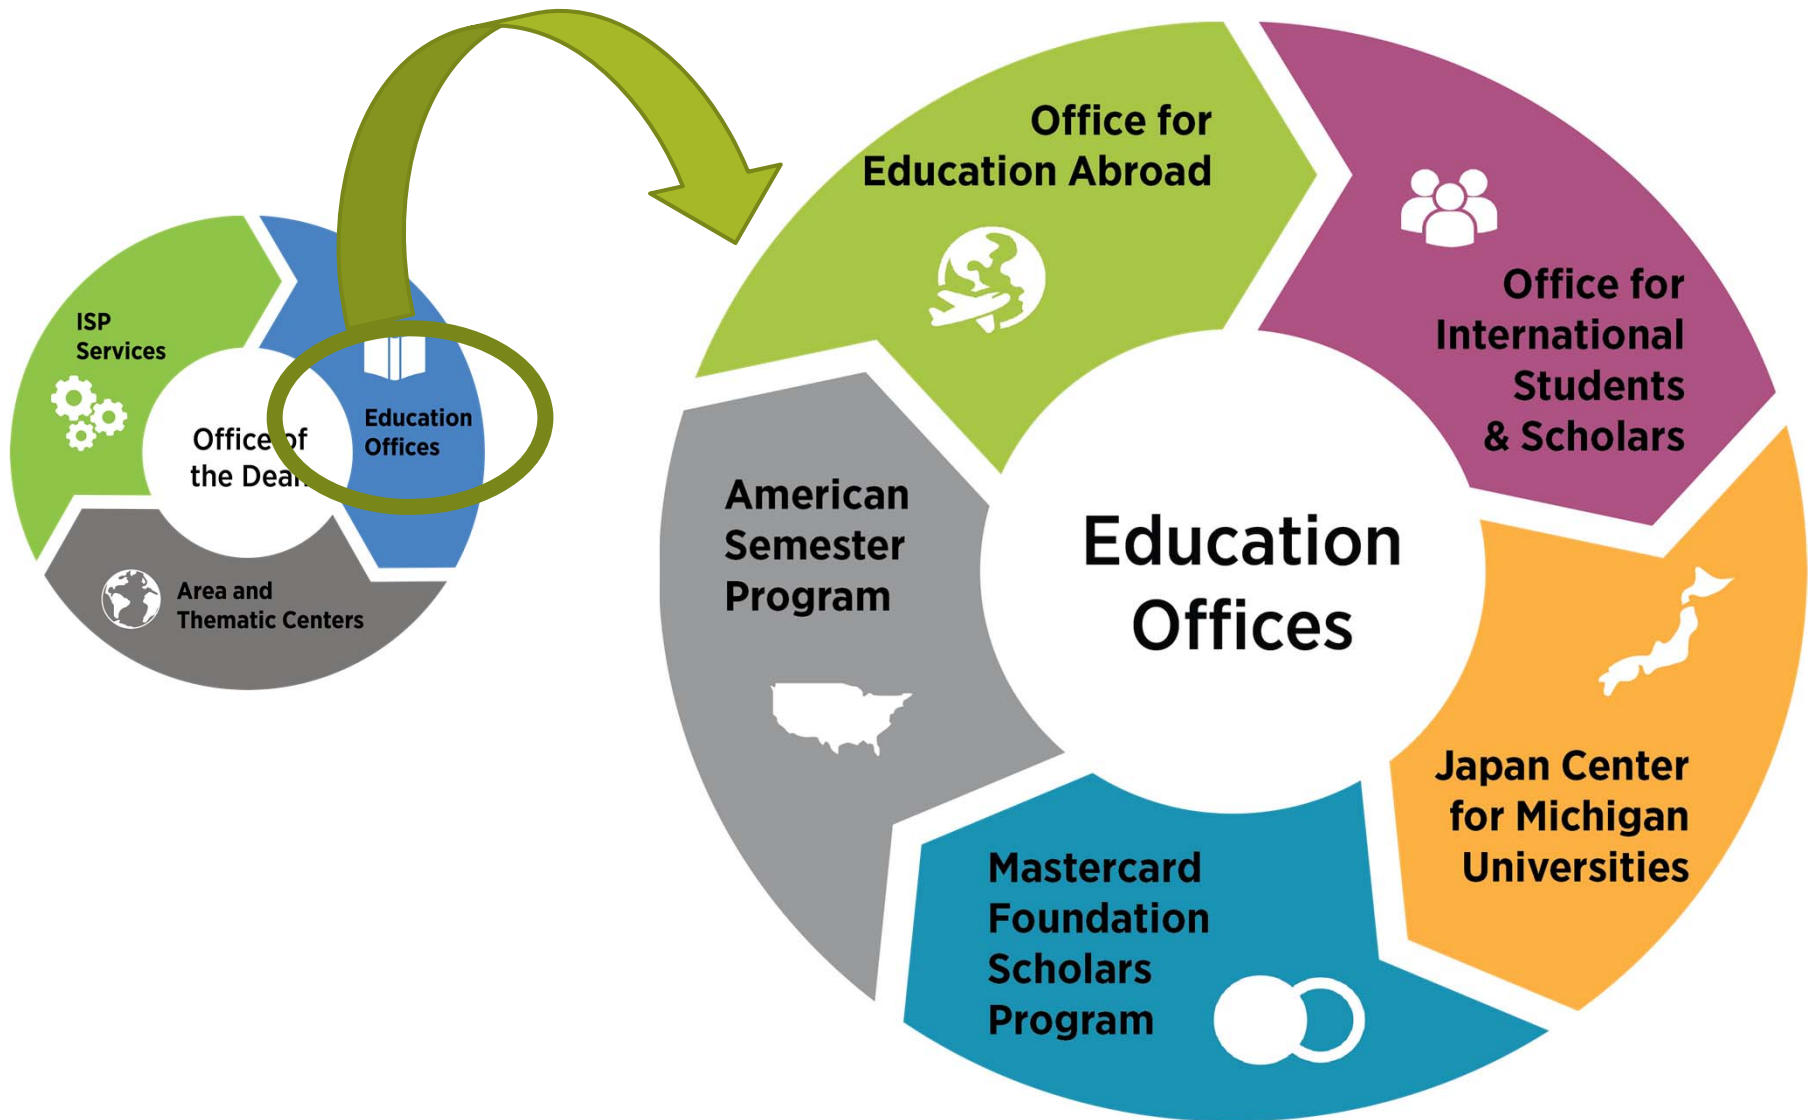 ISP
Services
Education
Offices
Office of
the Dean
Area and
Thematic Centers
Office for
Education Abroad
Office for
International
Students
& Scholars
American
Semester
Program
Education
Offices
Japan Center
for Michigan
Universities
Mastercard
Foundation
Scholars
Program